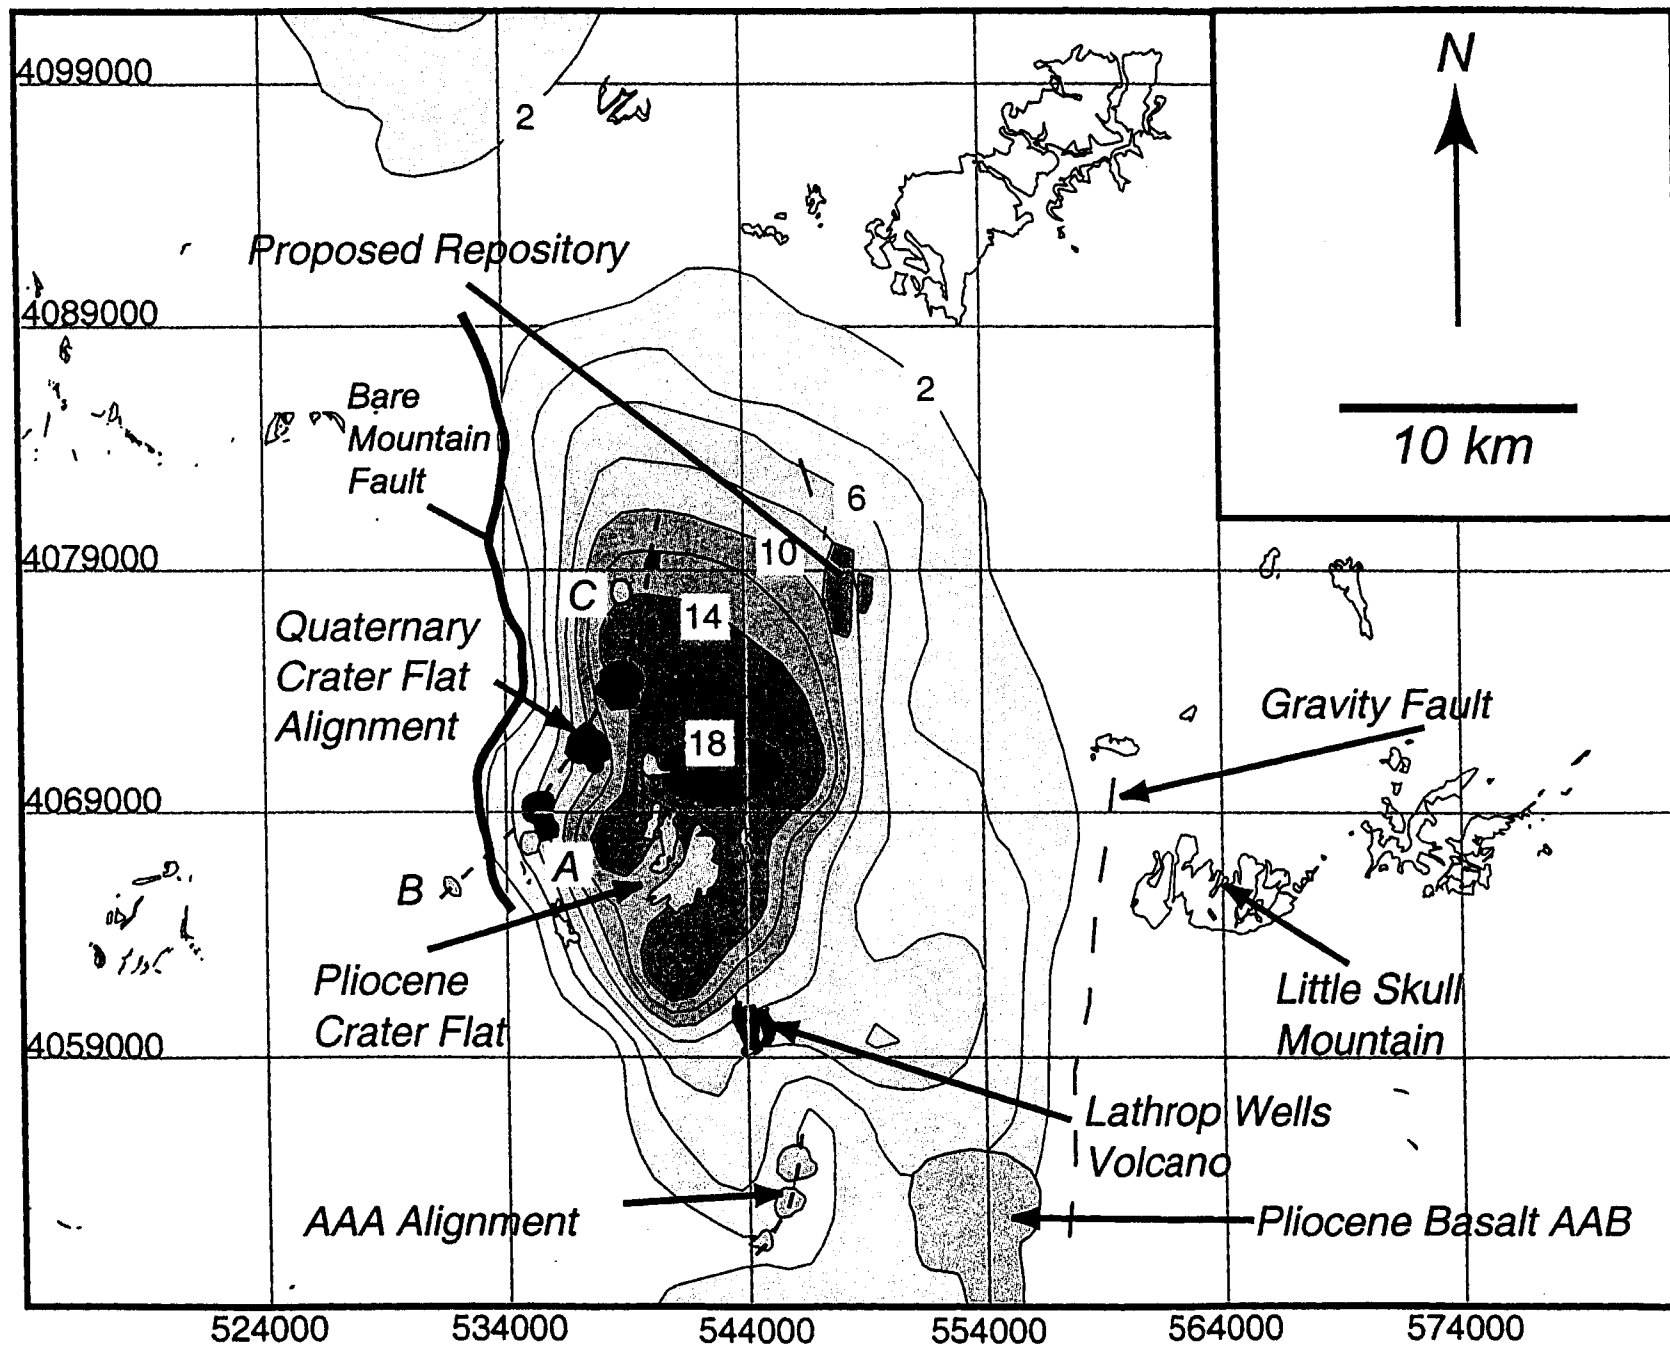 N
4099000
2
Proposed Repository
4089000
2
Bare
Mountain
Fault
10 km
6
4079000
10
C
14
Quaternary
Crater Flat
Alignment
Gravity Fault
18
4069000
A
B
Pliocene
Crater Flat
Little Skull
Mountain
4059000
Lathrop Wells
Volcano
AAA Alignment
Pliocene Basalt AAB
524000
534000
544000
554000
564000
574000